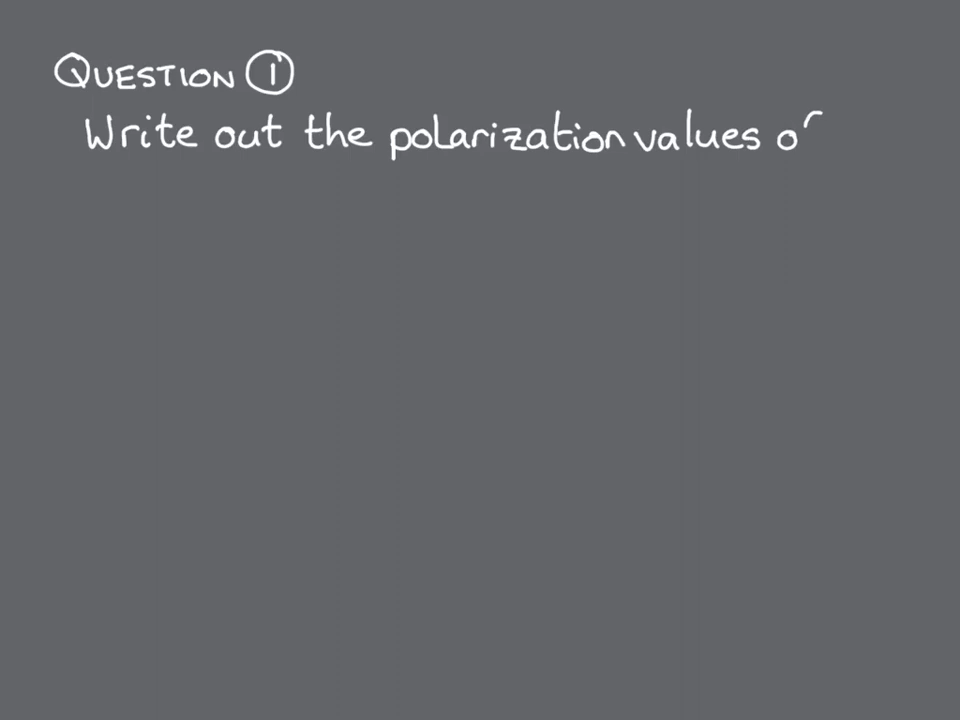 QUESTION ①
Write out the polarization values